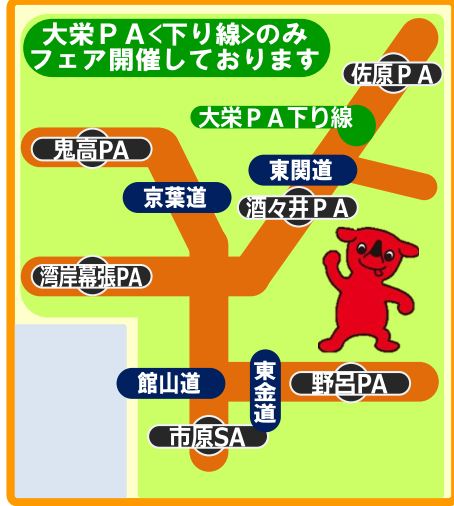 大栄ＰＡ<下り線>のみ
フェア開催しております
佐原ＰＡ
大栄ＰＡ下り線
鬼高PA
東関道
京葉道
酒々井ＰＡ
湾岸幕張PA
館山道
東金道
野呂PA
市原SA